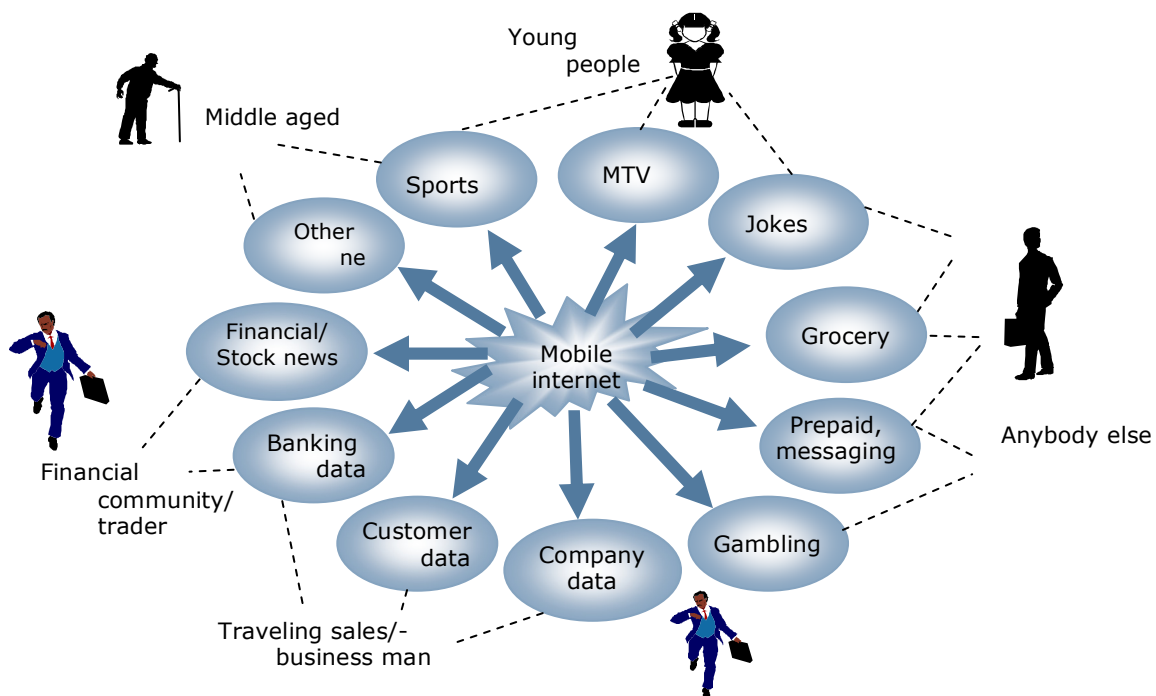 Young
people
Middle aged
Sports
MTV
Jokes
Other
ne
Financial/
Stock news
Mobile
internet
Grocery
Banking
data
Prepaid,
messaging
Anybody else
Financial
community/
trader
Customer
data
Company
data
Gambling
Traveling sales/-
business man